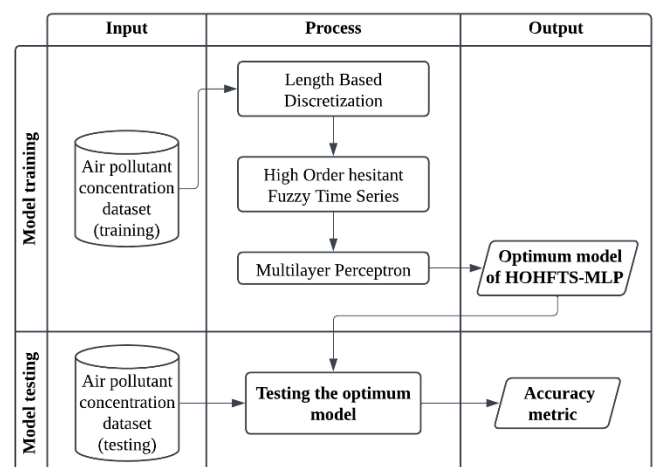 Input
Process
Output
Model training
Air pollutant
concentration
dataset
(training)
Length Based
Discretization
High Order hesitant
Fuzzy Time Series
Multilayer Perceptron
Optimum model
of HOHFTS-MLP
Model testing
Air pollutant
concentration
dataset
(testing)
Testing the optimum
model
Accuracy
metric